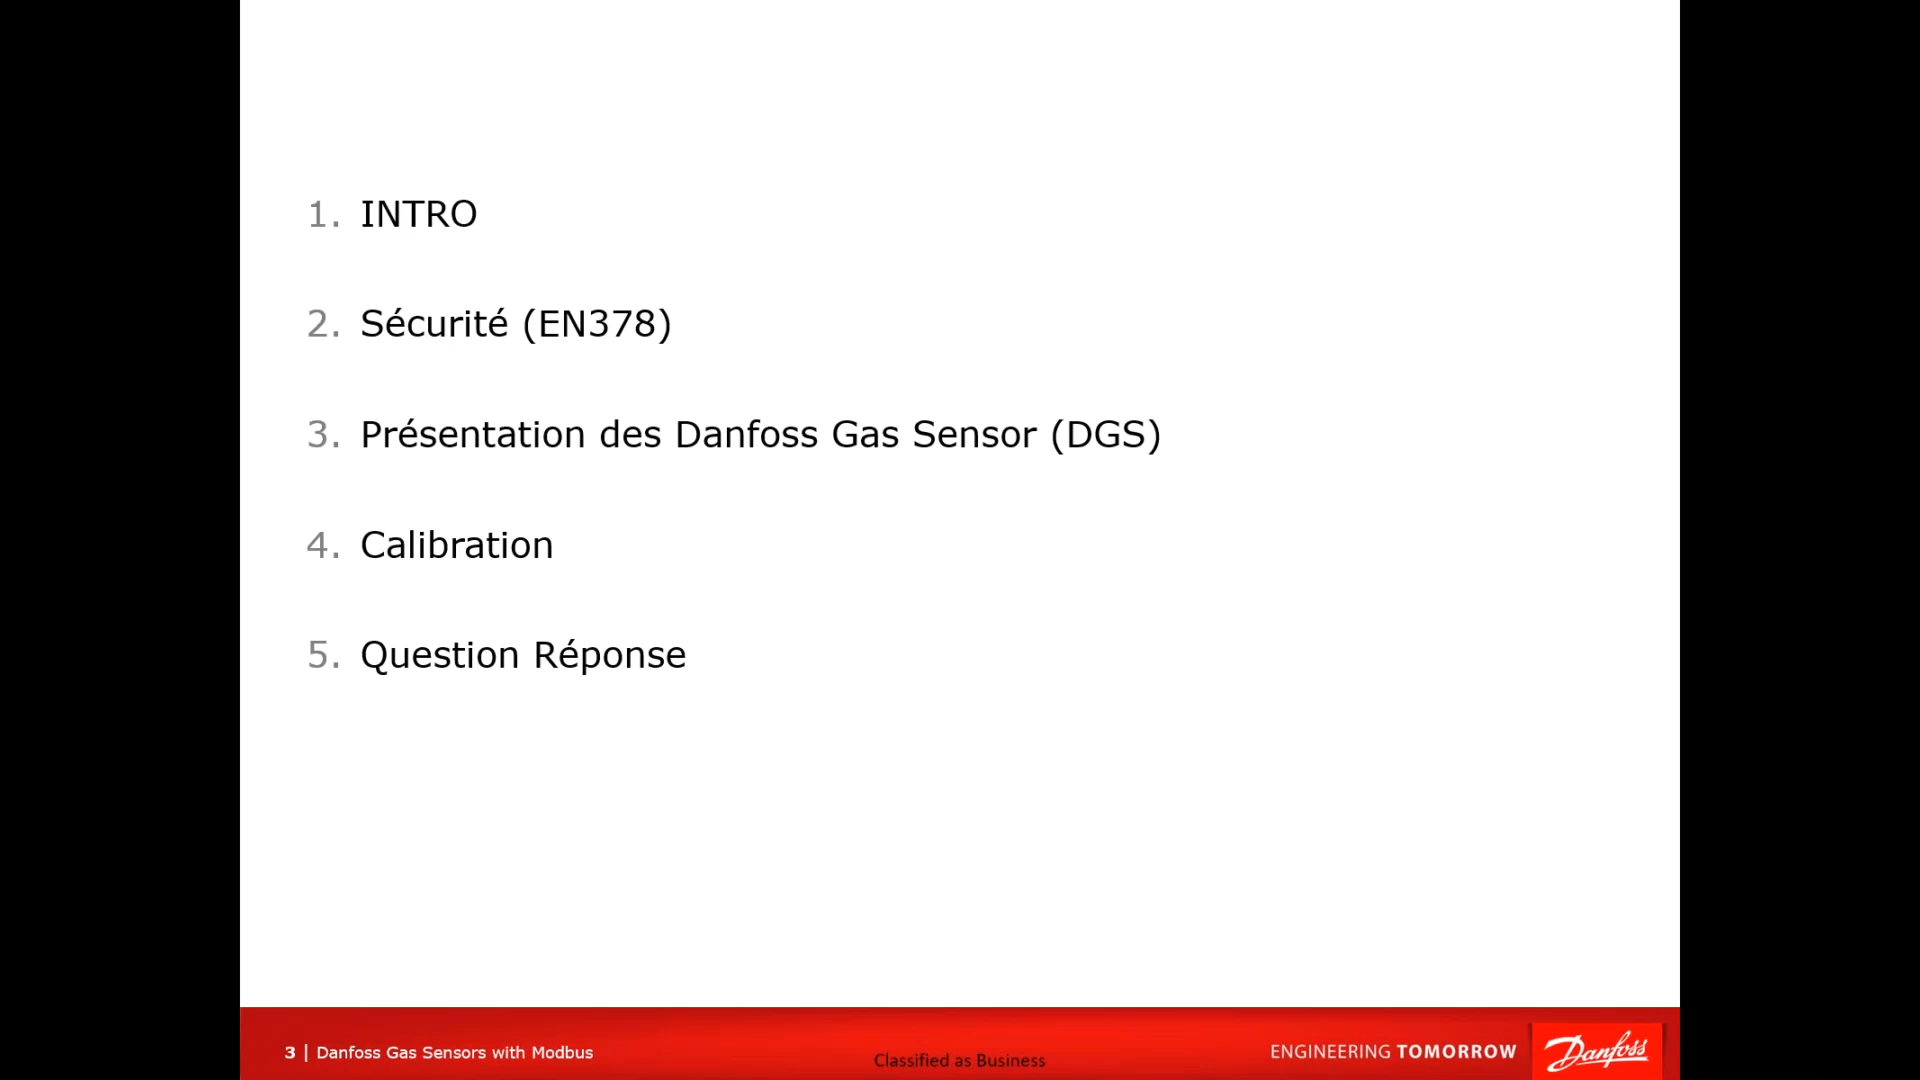 1. INTRO
2. Sécurité (EN378)
3. Présentation des Danfoss Gas Sensor (DGS)
4. Calibration
5. Question Réponse
3 | Danfoss Gas Sensors with Modbus
Classified as Business
ENGINEERING TOMORROW
Danfoss